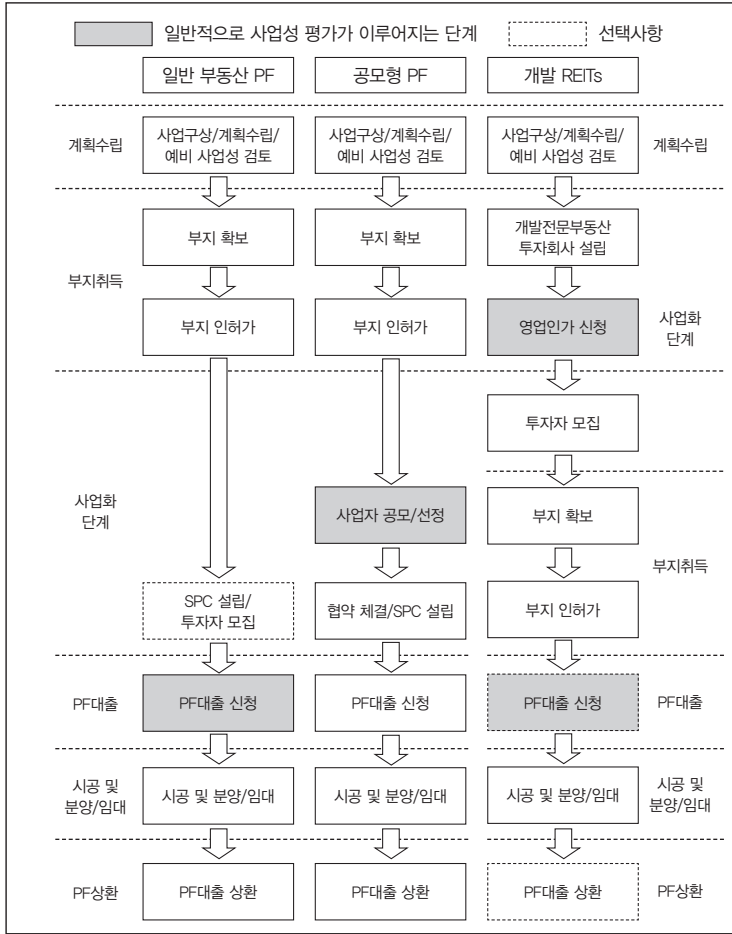 일반적으로 사업성 평가가 이루어지는 단계
선택사항
일반 부동산 PF
공모형 PF
개발 REITs
계획수립
사업구상/계획수립/
예비 사업성 검토
사업구상/계획수립/
예비 사업성 검토
사업구상/계획수립/
예비 사업성 검토
계획수립
부지취득
부지 확보
부지 확보
개발전문부동산
투자회사 설립
부지 인허가
부지 인허가
영업인가 신청
사업화
단계
투자자 모집
사업화
단계
사업자 공모/선정
부지 확보
부지취득
SPC 설립/
투자자 모집
협약 체결/SPC 설립
부지 인허가
PF대출
PF대출 신청
PF대출 신청
PF대출 신청
PF대출
시공 및
분양/임대
시공 및 분양/임대
시공 및 분양/임대
시공 및 분양/임대
시공 및
분양/임대
PF상환
PF대출 상환
PF대출 상환
PF대출 상환
PF상환